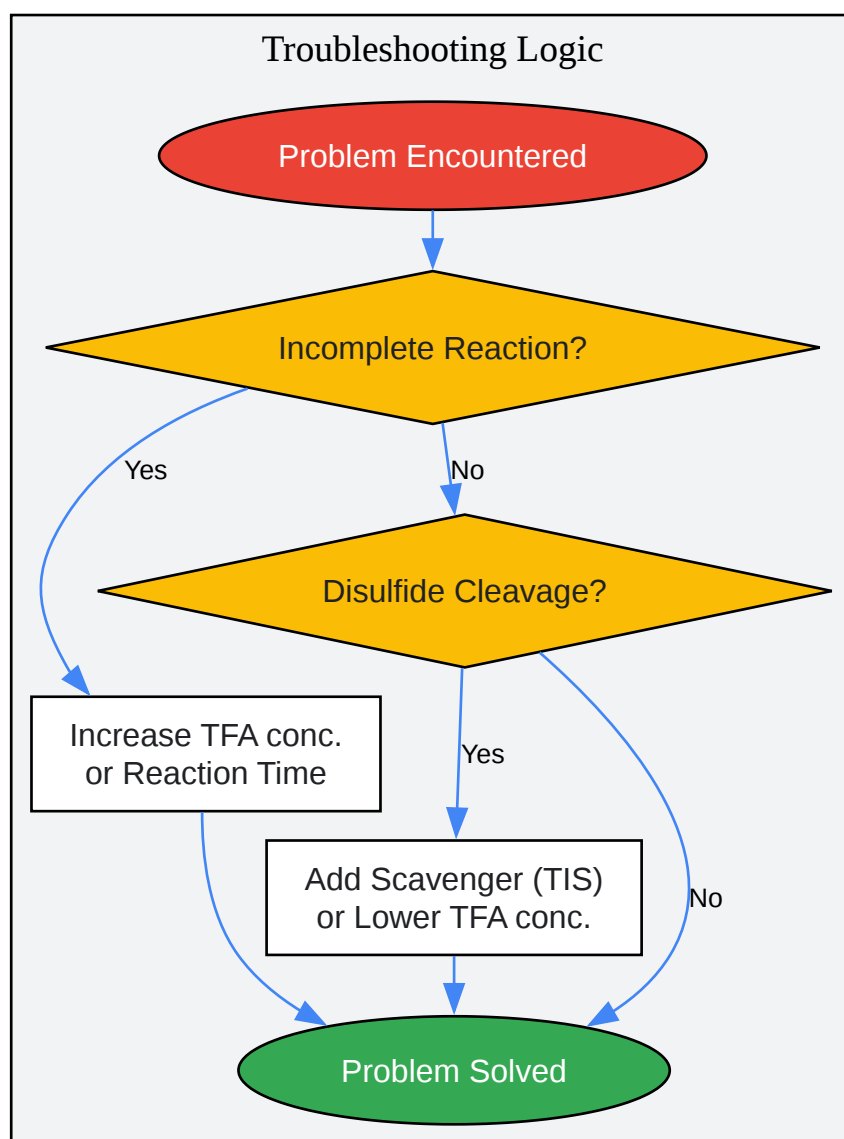 Troubleshooting Logic
Problem Encountered
Incomplete Reaction?
Yes
No
Disulfide Cleavage?
Increase TFA conc.
or Reaction Time
Yes
Add Scavenger (TIS)
or Lower TFA conc.
No
Problem Solved